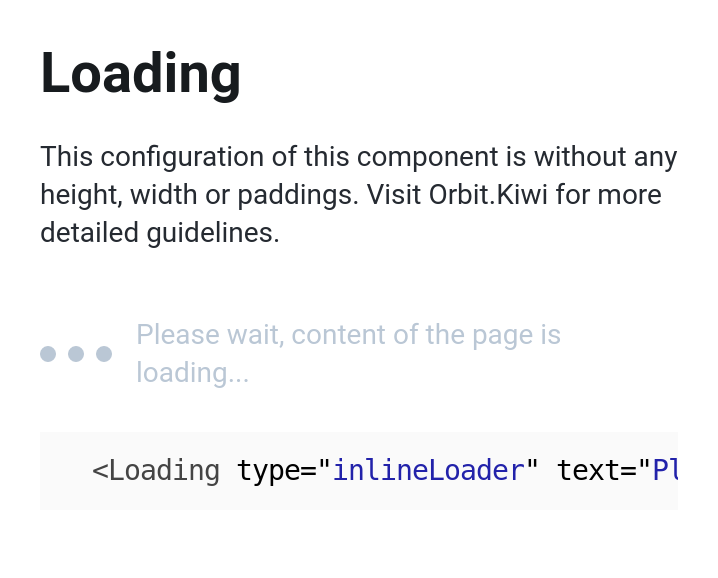 Loading
This configuration of this component is without any
height, width or paddings. Visit Orbit.Kiwi for more
detailed guidelines.
Please wait, content of the page is
loading...
<Loading type="inlineLoader" text="Pl